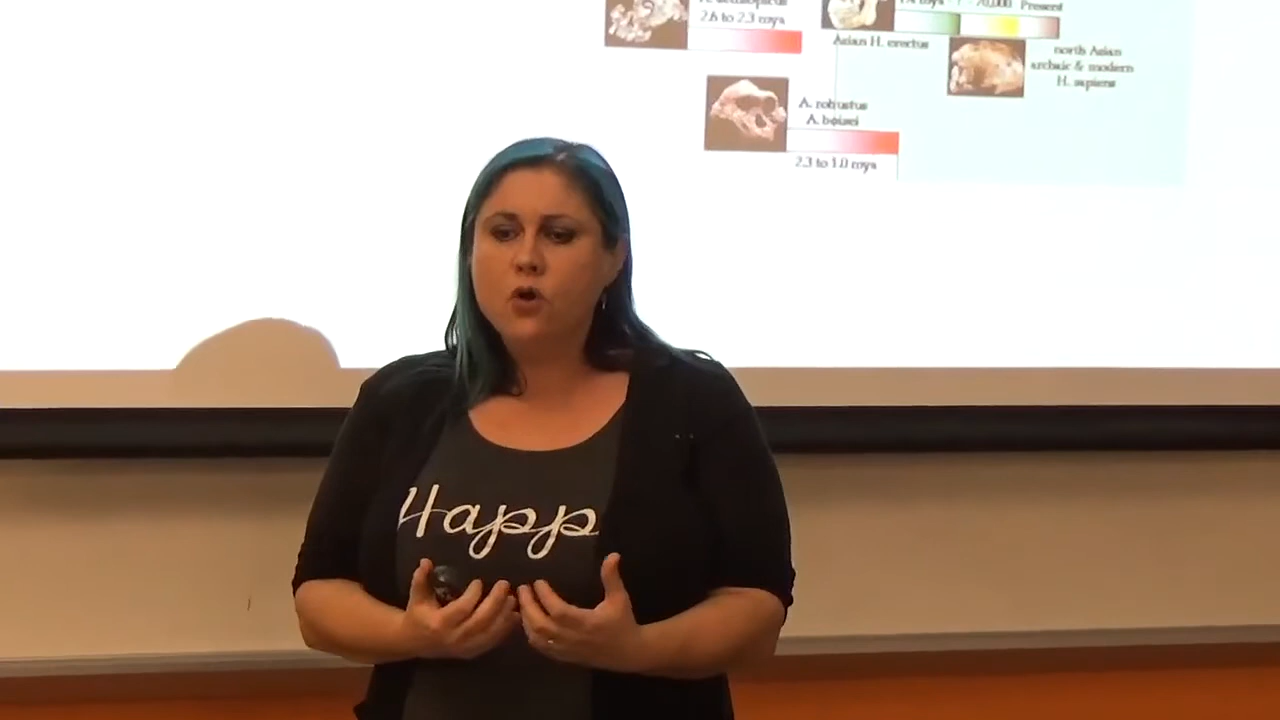 2.6 to 2.3 mya
Present
Asian H. erectus
north Asian
archaic & modern
H. sapiens
A. robustus
A. boisei
2.3 to 1.0 mya
Happ